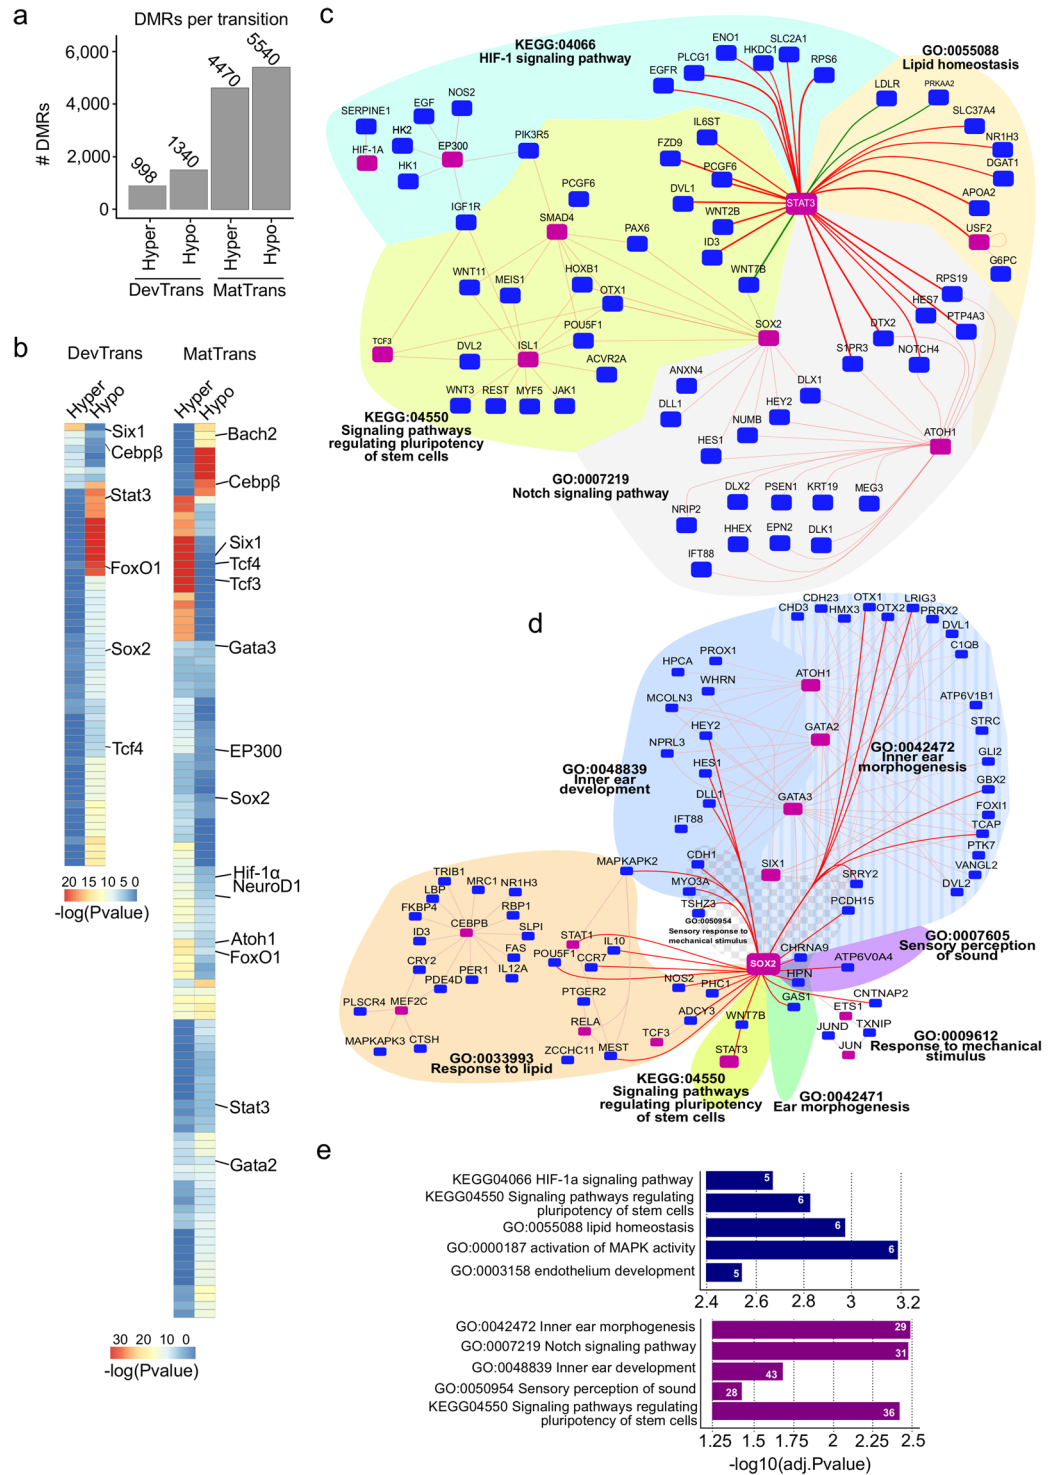 a
DMRs per transition
# DMRs
6,000
4,000
2,000
0
998
1340
4470
5540
Hyper
Hypo
Hyper
Hypo
DevTrans
MatTrans
b
DevTrans
MatTrans
Hyper
Hypo
Hyper
Hypo
Six1
Cebpβ
Stat3
FoxO1
Sox2
Tcf4
20 15 10 5 0
-log(Pvalue)
Bach2
Cebpβ
Six1
Tcf4
Tcf3
Gata3
EP300
Sox2
Hif-1α
NeuroD1
Atoh1
FoxO1
Stat3
Gata2
30 20 10 0
-log(Pvalue)
c
KEGG:04066
HIF-1 signaling pathway
GO:0055088
Lipid homeostasis
ENO1
HKDC1
SLC2A1
PLCG1
RPS6
EGFR
NOS2
EGF
SERPINE1
HK2
HIF-1A
EP300
HK1
PIK3R5
IGF1R
LDLR
PRKAA2
SLC37A4
NR1H3
DGAT1
APOA2
USF2
G6PC
IL6ST
FZD9
PCGF6
DVL1
WNT2B
ID3
WNT7B
STAT3
PCGF6
SMAD4
PAX6
HOXB1
WNT11
MEIS1
OTX1
POU5F1
TCF3
DVL2
ISL1
ACVR2A
WNT3
REST
MYF5
JAK1
SOX2
RPS19
HES7
PTP4A3
DTX2
S1PR3
NOTCH4
KEGG:04550
Signaling pathways
regulating pluripotency
of stem cells
ANXN4
DLX1
DLL1
HEY2
NUMB
HES1
ATOH1
GO:0007219
Notch signaling pathway
DLX2
PSEN1
KRT19
MEG3
NRIP2
HHEX
EPN2
DLK1
IFT88
d
CDH23
OTX1
LRIG3
CHD3
HMX3
OTX2
PRRX2
DVL1
C1QB
PROX1
HPCA
ATOH1
WHRN
MCOLN3
ATP6V1B1
HEY2
GATA2
STRC
NPRL3
GO:0042472
Inner ear
morphogenesis
GLI2
HES1
GO:0048839
Inner ear
development
GBX2
DLL1
GATA3
FOXI1
IFT88
TCAP
PTK7
CDH1
SIX1
VANGL2
MAPKAPK2
MYO3A
SPRY2
DVL2
TSHZ3
PCDH15
GO:0050954
Sensory response to
mechanical stimulus
TRIB1
LBP
MRC1
NR1H3
FKBP4
RBP1
CEBPB
ID3
SLPI
STAT1
IL10
FAS
POU5F1
CCR7
CRY2
PER1
IL12A
PDE4D
SOX2
CHRNA9
GO:0007605
Sensory perception
of sound
ATP6V0A4
HPN
NOS2
PHC1
PTGER2
PLSCR4
MEF2C
GAS1
CNTNAP2
ETS1
ADCY3
WNT7B
RELA
TCF3
JUND
TXNIP
MAPKAPK3
CTSH
ZCCHC11
MEST
STAT3
JUN
GO:0009612
Response to mechanical
stimulus
GO:0033993
Response to lipid
KEGG:04550
Signaling pathways
regulating pluripotency
of stem cells
GO:0042471
Ear morphogenesis
e
KEGG04066 HIF-1a signaling pathway
5
KEGG04550 Signaling pathways regulating
pluripotency of stem cells
6
GO:0055088 lipid homeostasis
6
GO:0000187 activation of MAPK activity
6
GO:0003158 endothelium development
5
2.4 2.6 2.8 3 3.2
GO:0042472 Inner ear morphogenesis
29
GO:0007219 Notch signaling pathway
31
GO:0048839 Inner ear development
43
GO:0050954 Sensory perception of sound
28
KEGG04550 Signaling pathways regulating
pluripotency of stem cells
36
1.25 1.5 1.75 2 2.25 2.5
-log10(adj.Pvalue)